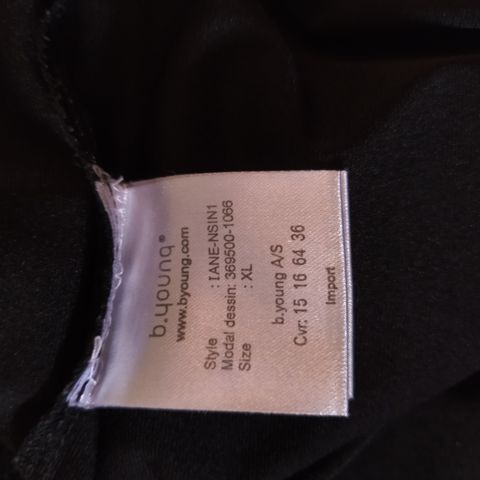 b.young®
www.byoung.com
Style : IANE-NSIN1
Modal dessin: 369500-1066
Size : XL
b.young A/S
Cvr: 15 16 64 36
Import